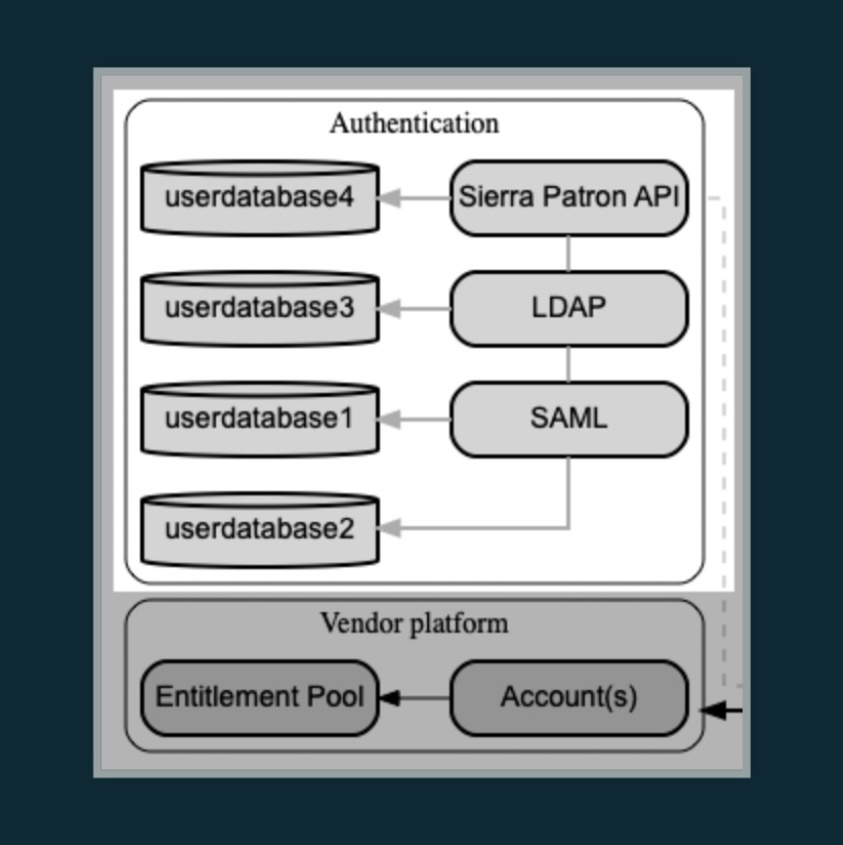 Authentication
userdatabase4
Sierra Patron API
userdatabase3
LDAP
userdatabase1
SAML
userdatabase2
Vendor platform
Entitlement Pool
Account(s)